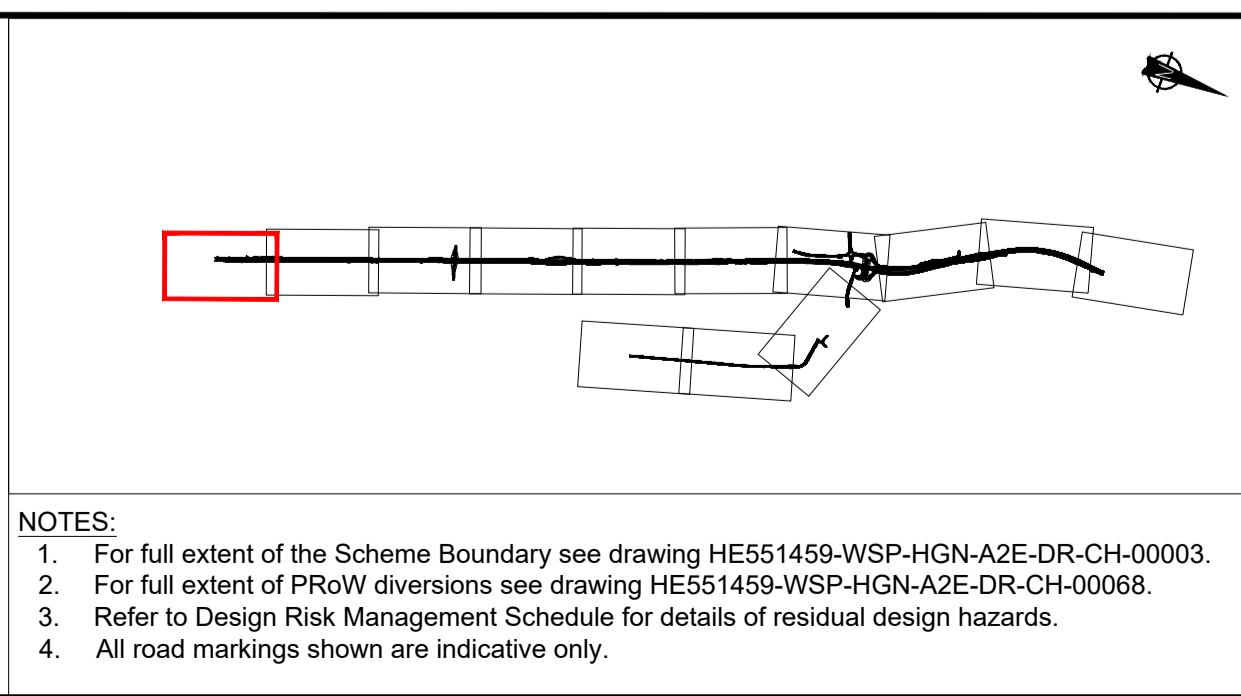 N
NOTES:
1. For full extent of the Scheme Boundary see drawing HE551459-WSP-HGN-A2E-DR-CH-00003.
2. For full extent of PRoW diversions see drawing HE551459-WSP-HGN-A2E-DR-CH-00068.
3. Refer to Design Risk Management Schedule for details of residual design hazards.
4. All road markings shown are indicative only.